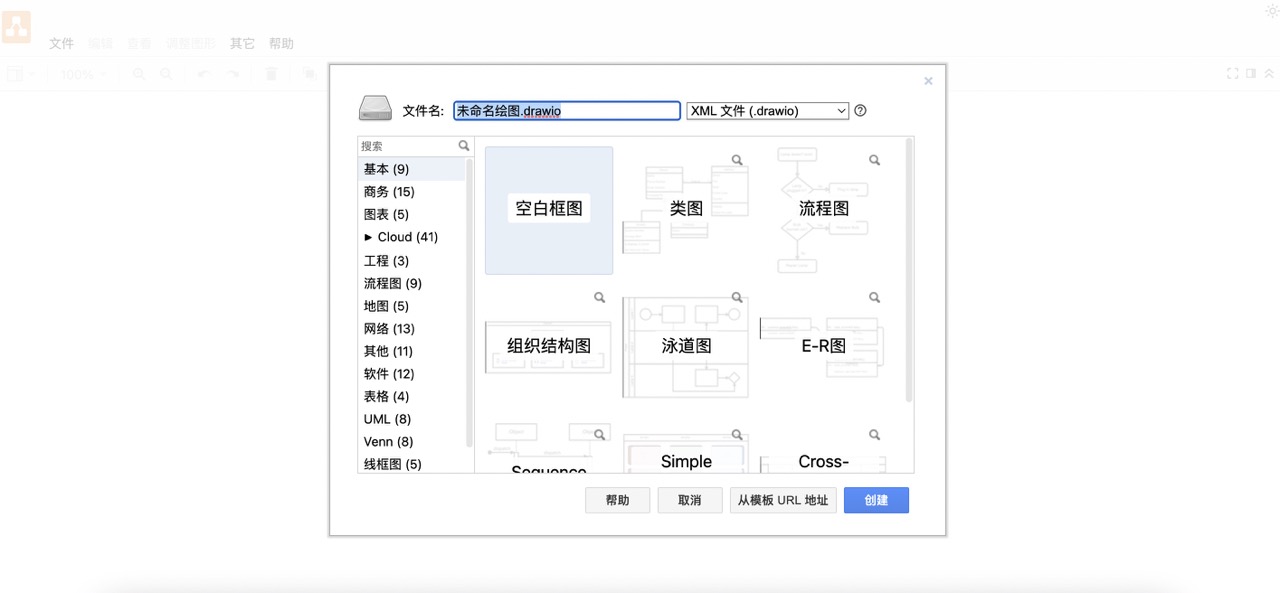 文件 编辑 查看 调整图形 其它 帮助
100%
文件名: 未命名绘图.drawio XML 文件 (.drawio)
搜索
基本 (9)
商务 (15)
图表 (5)
► Cloud (41)
工程 (3)
流程图 (9)
地图 (5)
网络 (13)
其他 (11)
软件 (12)
表格 (4)
UML (8)
Venn (8)
线框图 (5)
空白框图 类图 流程图
组织结构图 泳道图 E-R图
Sequence Simple Cross-
帮助 取消 从模板 URL 地址 创建